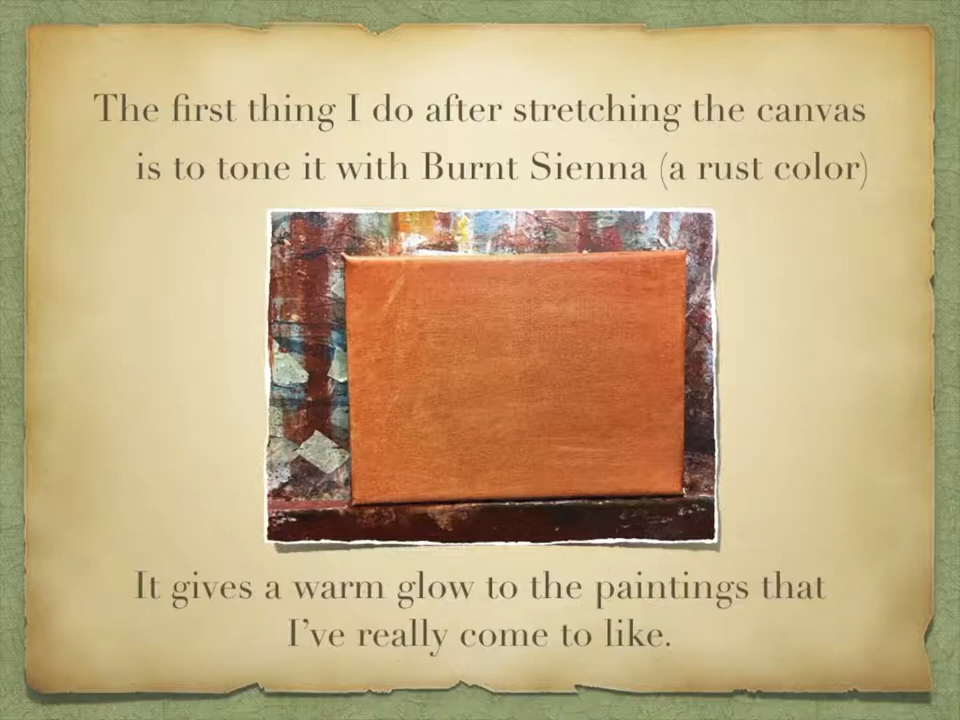 The first thing I do after stretching the canvas
is to tone it with Burnt Sienna (a rust color)
It gives a warm glow to the paintings that
I’ve really come to like.